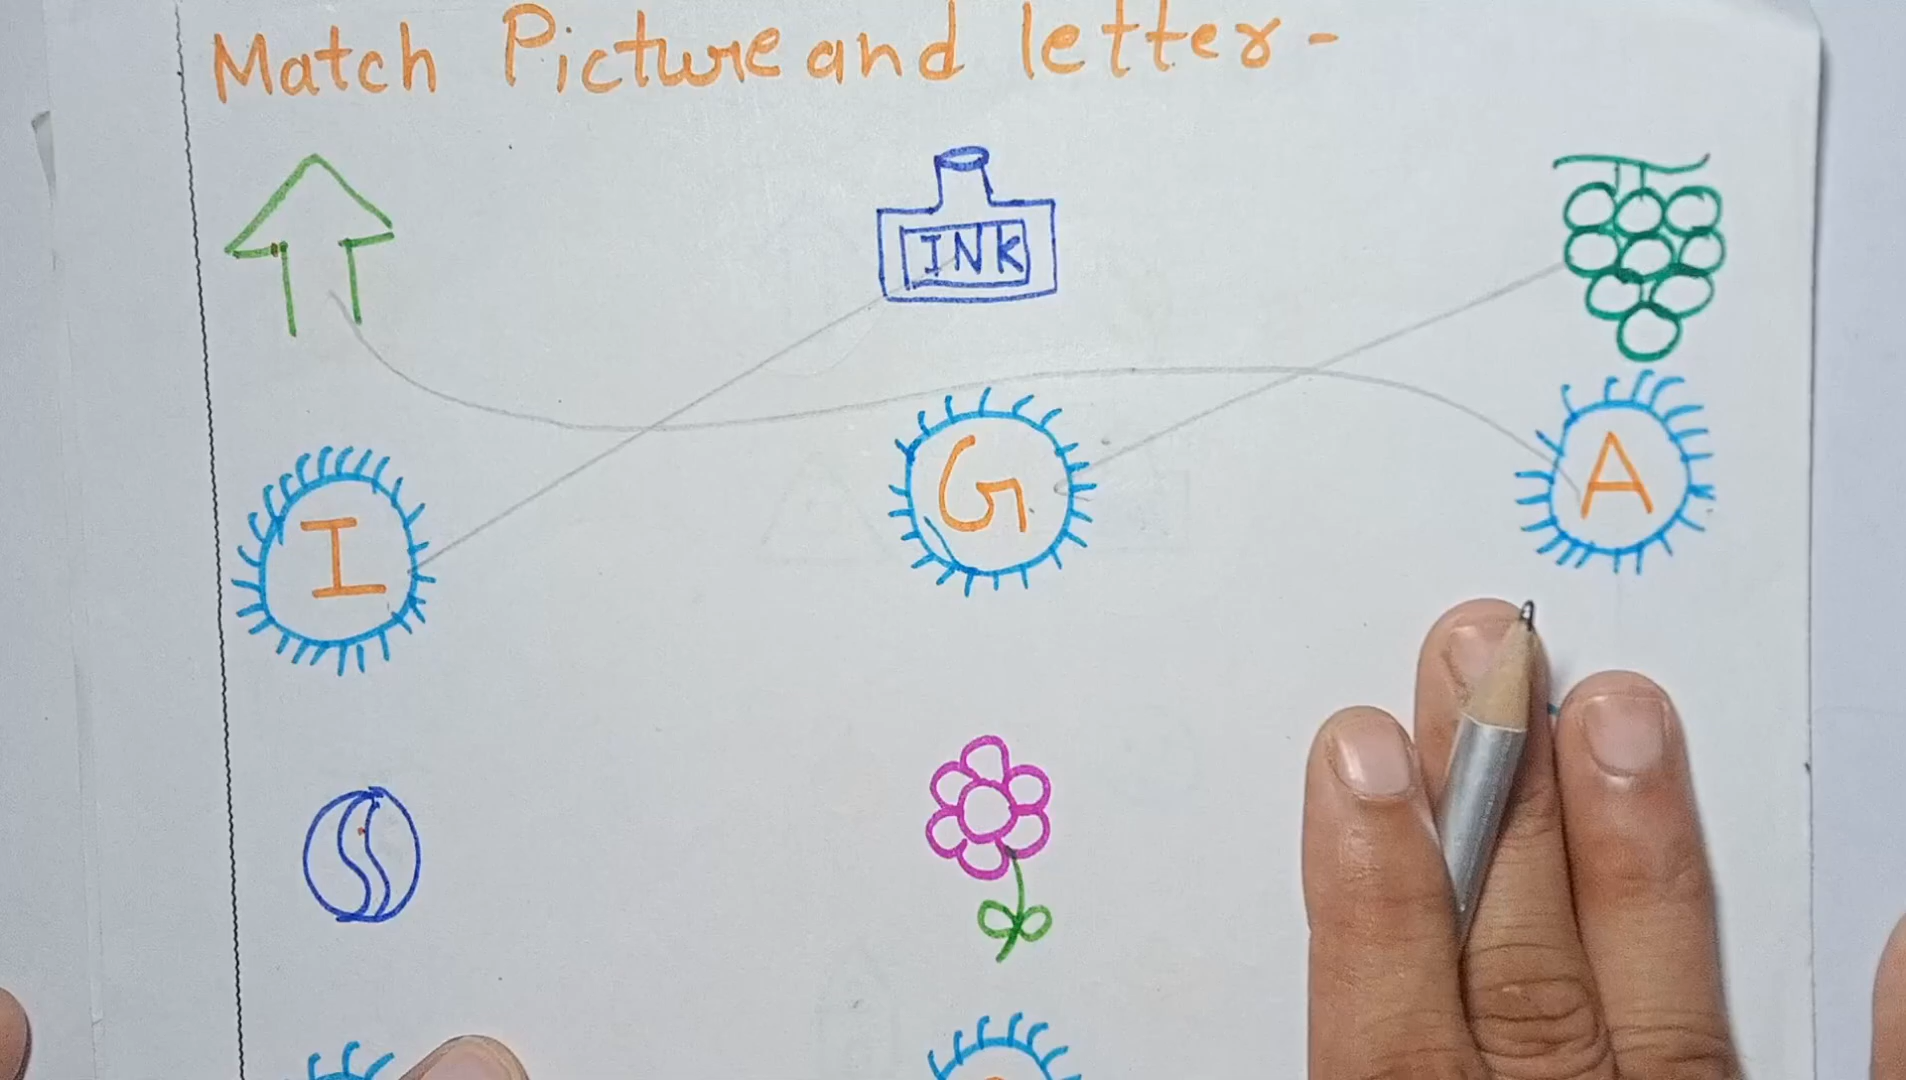 Match Picture and letter -
INK
I G A